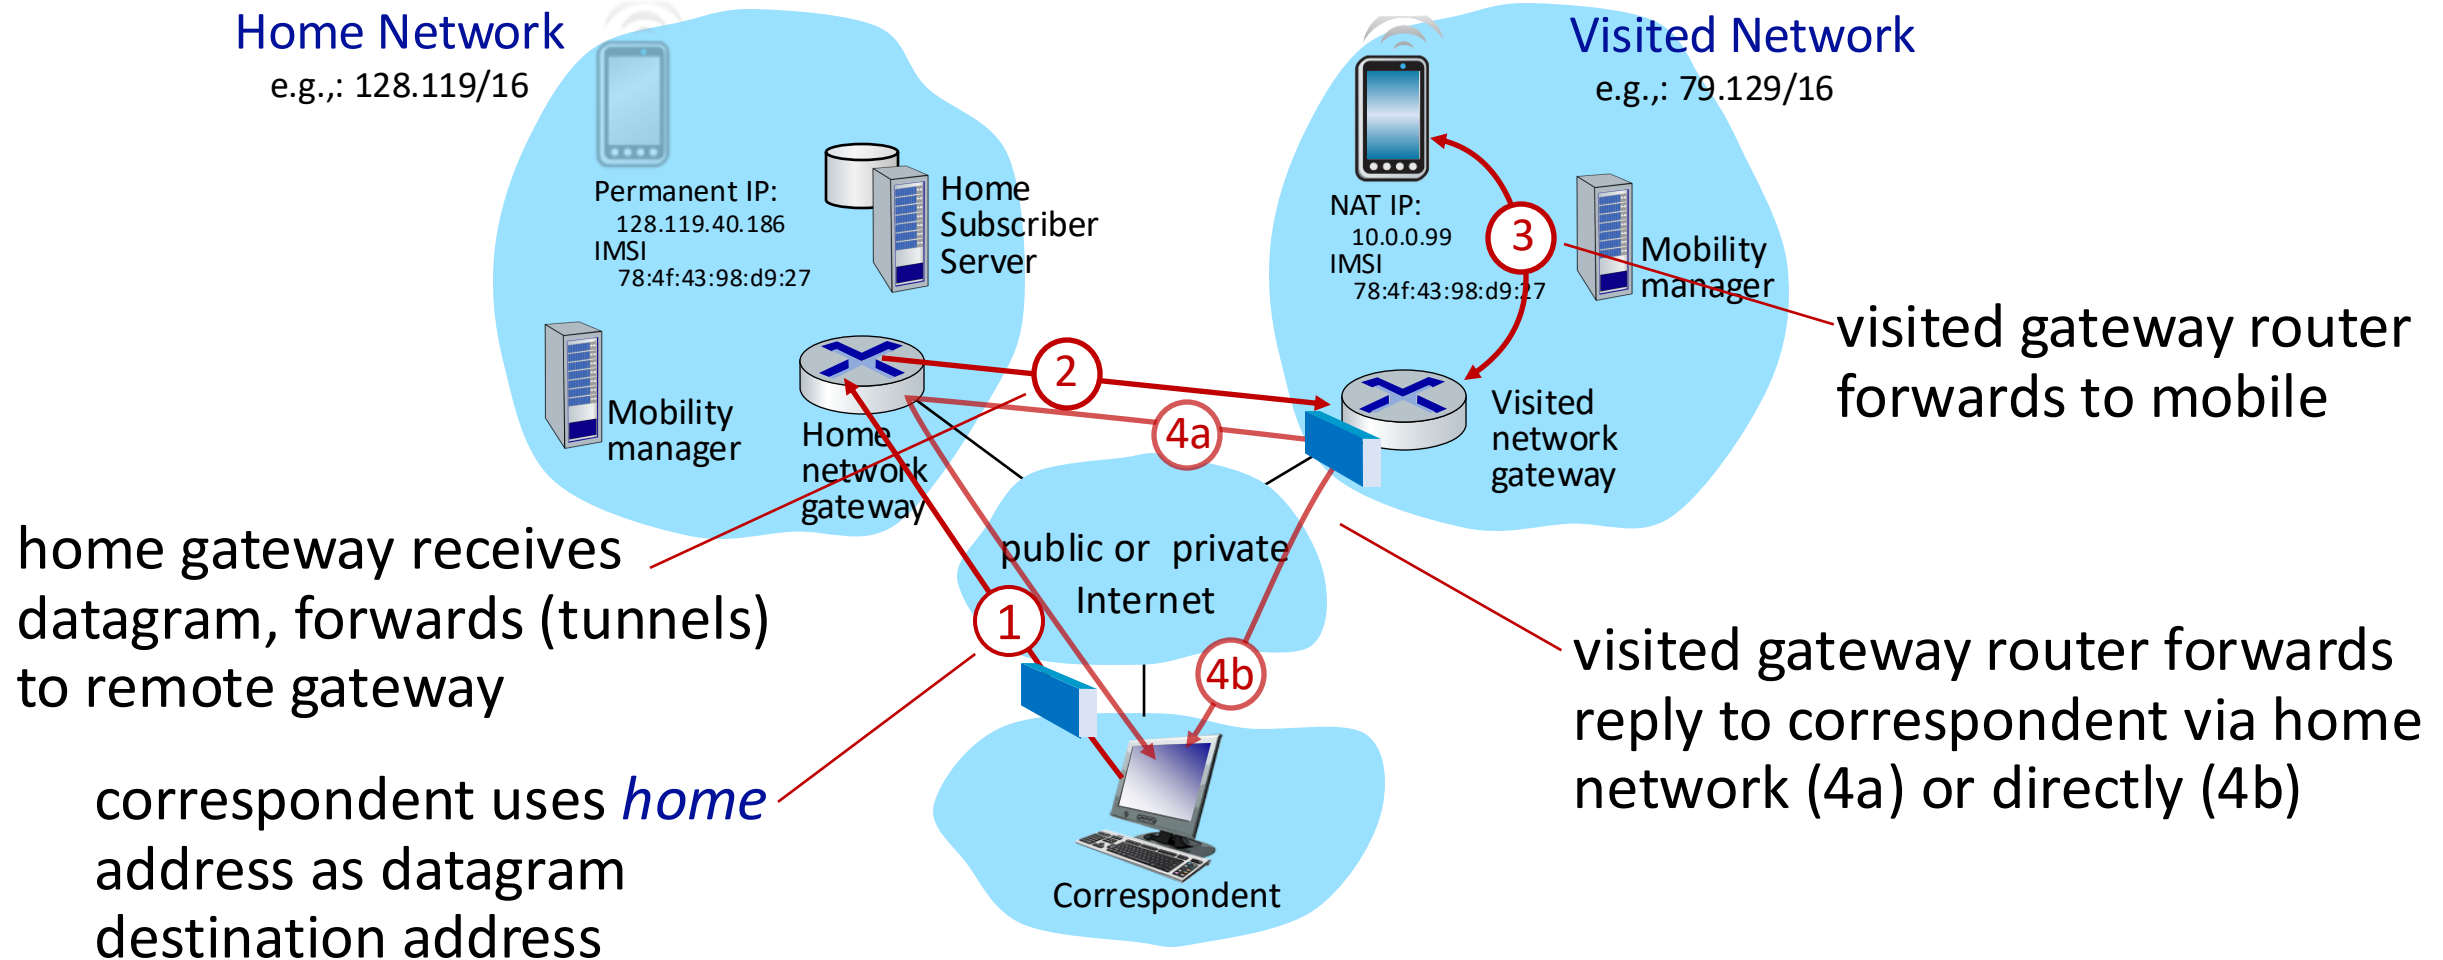 Home Network
e.g.,: 128.119/16
Visited Network
e.g.,: 79.129/16
Permanent IP:
128.119.40.186
IMSI
78:4f:43:98:d9:27
Home
Subscriber
Server
NAT IP:
10.0.0.99
IMSI
78:4f:43:98:d9:27
3
Mobility
manager
visited gateway router
forwards to mobile
Mobility
manager
Home
network
gateway
2
4a
Visited
network
gateway
home gateway receives
datagram, forwards (tunnels)
to remote gateway
public or private
Internet
1
4b
visited gateway router forwards
reply to correspondent via home
network (4a) or directly (4b)
correspondent uses home
address as datagram
destination address
Correspondent